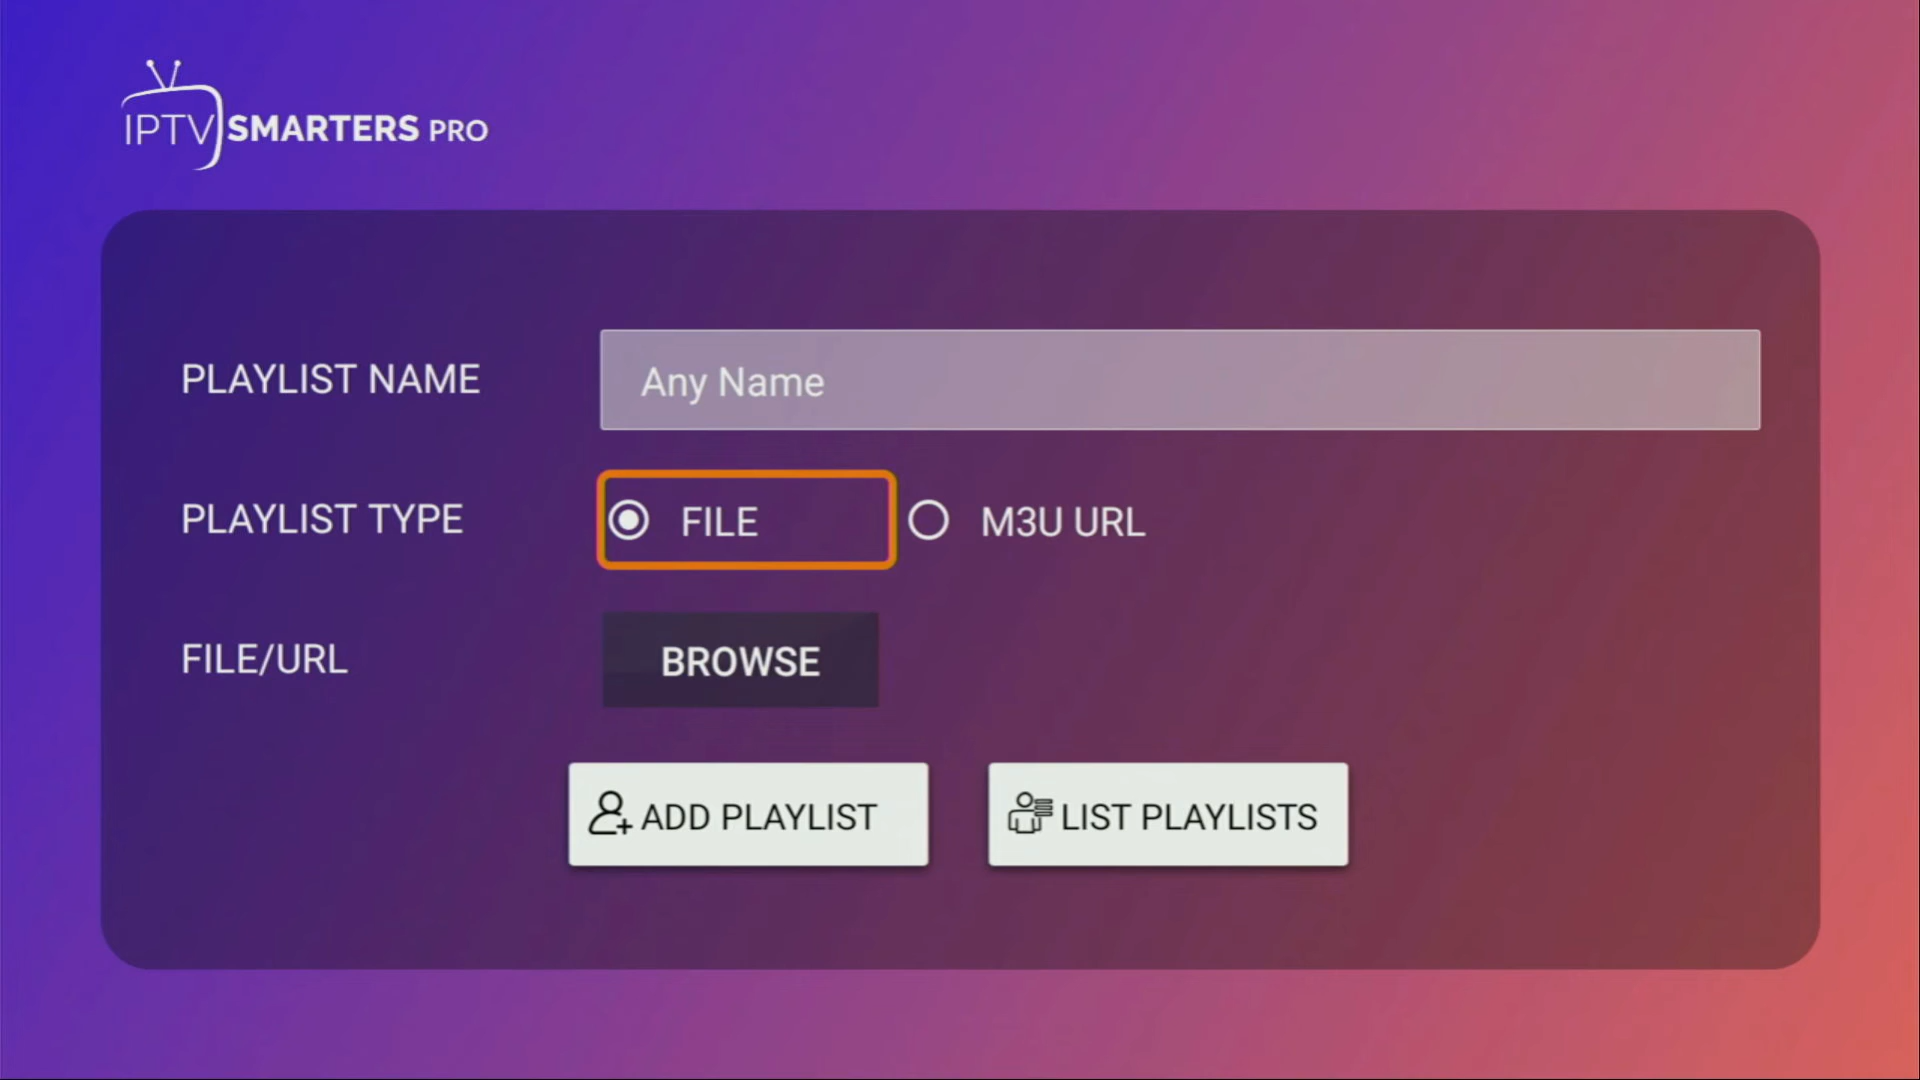 IPTV SMARTERS PRO
PLAYLIST NAME
Any Name
PLAYLIST TYPE
FILE
M3U URL
FILE/URL
BROWSE
ADD PLAYLIST
LIST PLAYLISTS